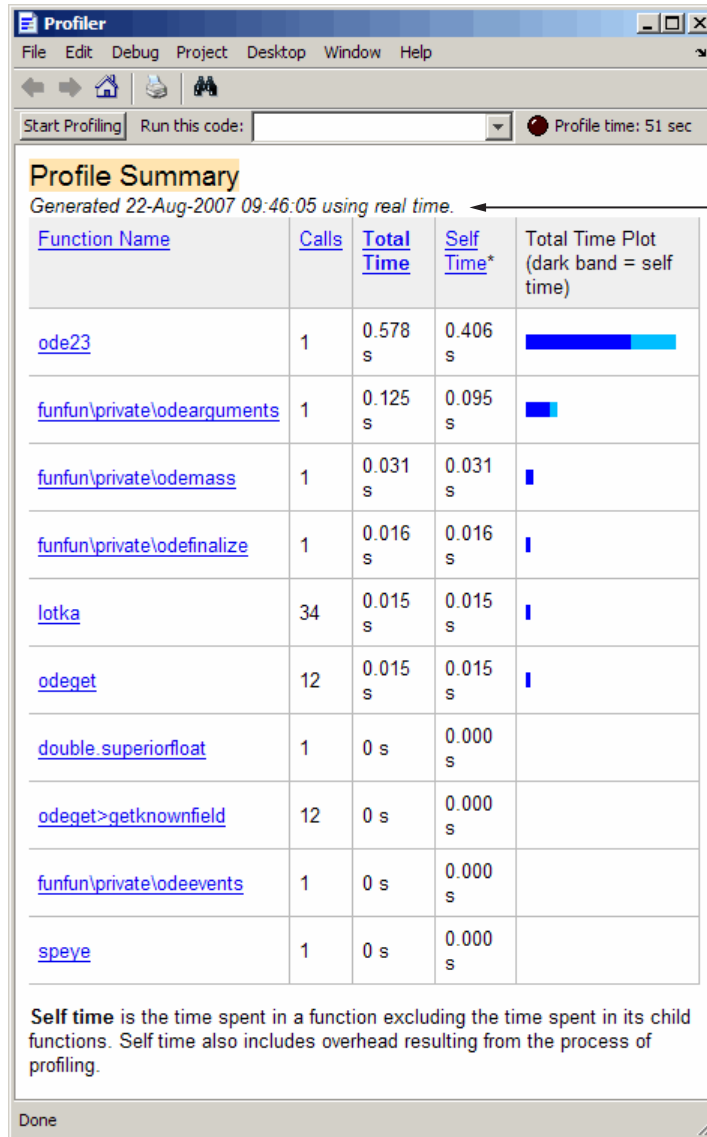 Profiler
File Edit Debug Project Desktop Window Help
Start Profiling Run this code: Profile time: 51 sec
Profile Summary
Generated 22-Aug-2007 09:46:05 using real time.
Function Name Calls Total Self Total Time Plot
Time Time* (dark band = self
time)
ode23 1 0.578 0.406
s s
funfun\private\odearguments 1 0.125 0.095
s s
funfun\private\odemass 1 0.031 0.031
s s
funfun\private\odefinalize 1 0.016 0.016
s s
lotka 34 0.015 0.015
s s
odeget 12 0.015 0.015
s s
double.superiorfloat 1 0 s 0.000
s
odeget>getknownfield 12 0 s 0.000
s
funfun\private\odeevents 1 0 s 0.000
s
speye 1 0 s 0.000
s
Self time is the time spent in a function excluding the time spent in its child
functions. Self time also includes overhead resulting from the process of
profiling.
Done